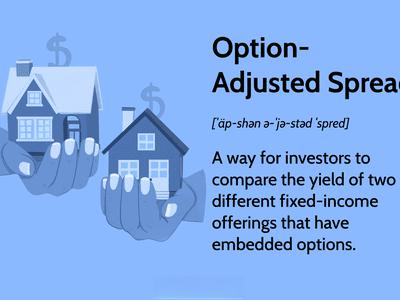 Option-
Adjusted Sprea
['äp-shən ə-ˈjə-stəd ˈspred]
A way for investors to
compare the yield of two
different fixed-income
offerings that have
embedded options.
$
$